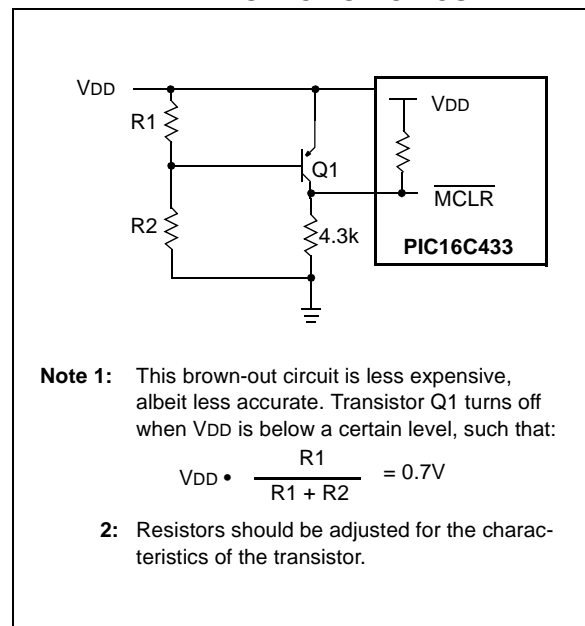 VDD
R1
VDD
Q1
MCLR
R2
4.3k
PIC16C433
Note 1: This brown-out circuit is less expensive,
albeit less accurate. Transistor Q1 turns off
when VDD is below a certain level, such that:
VDD • R1
R1 + R2
= 0.7V
2: Resistors should be adjusted for the charac-
teristics of the transistor.